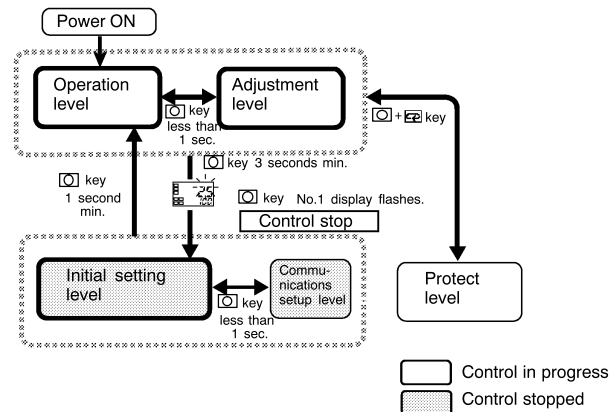 Power ON
Operation
level
Adjustment
level
key
less than
1 sec.
+ key
key 3 seconds min.
key
1 second
min.
25
100
key No.1 display flashes.
Control stop
Initial setting
level
Commu-
nications
setup level
key
less than
1 sec.
Protect
level
Control in progress
Control stopped